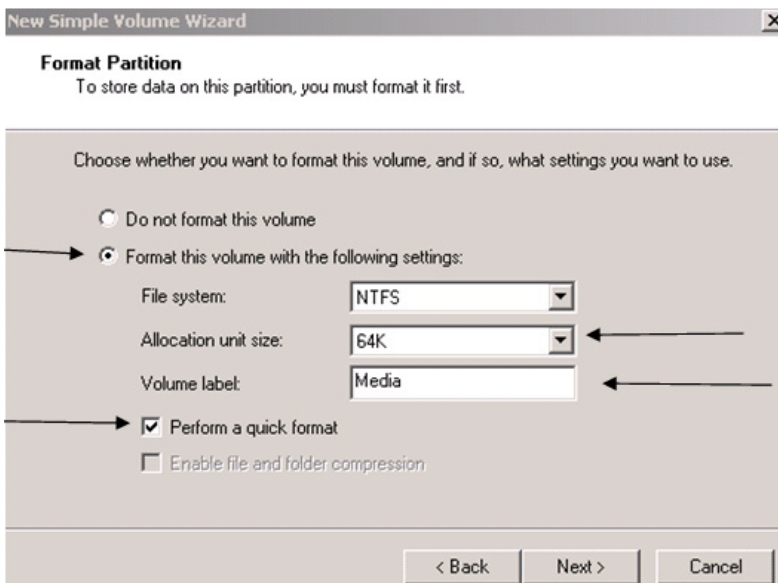 New Simple Volume Wizard
Format Partition
To store data on this partition, you must format it first.
Choose whether you want to format this volume, and if so, what settings you want to use.
Do not format this volume
Format this volume with the following settings:
File system: NTFS
Allocation unit size: 64K
Volume label: Media
Perform a quick format
Enable file and folder compression
< Back Next > Cancel